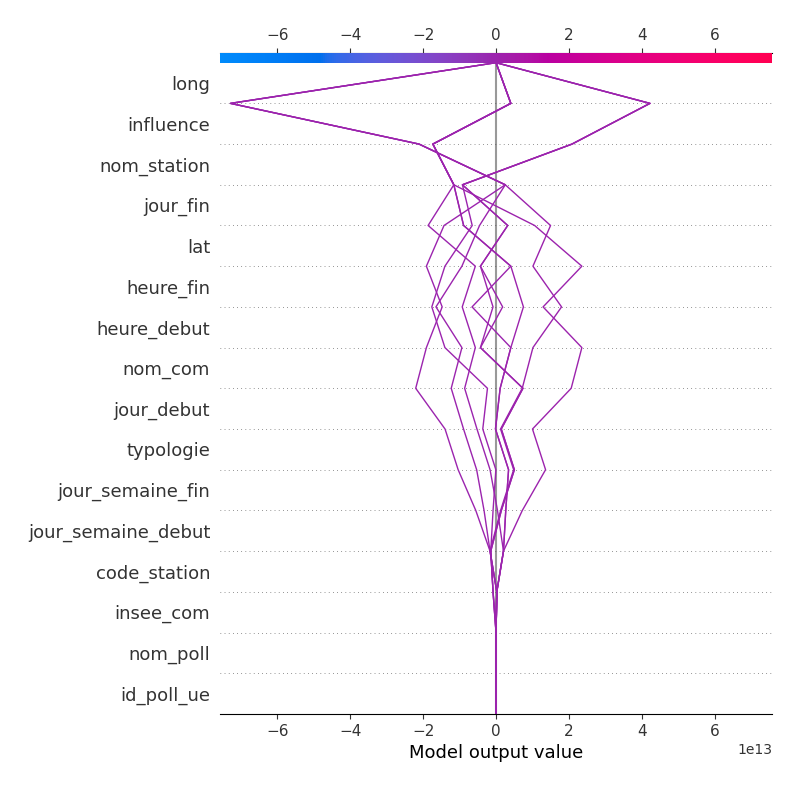 −6 −4 −2 0 2 4 6
long
influence
nom_station
jour_fin
lat
heure_fin
heure_debut
nom_com
jour_debut
typologie
jour_semaine_fin
jour_semaine_debut
code_station
insee_com
nom_poll
id_poll_ue
−6 −4 −2 0 2 4 6
Model output value 1e13